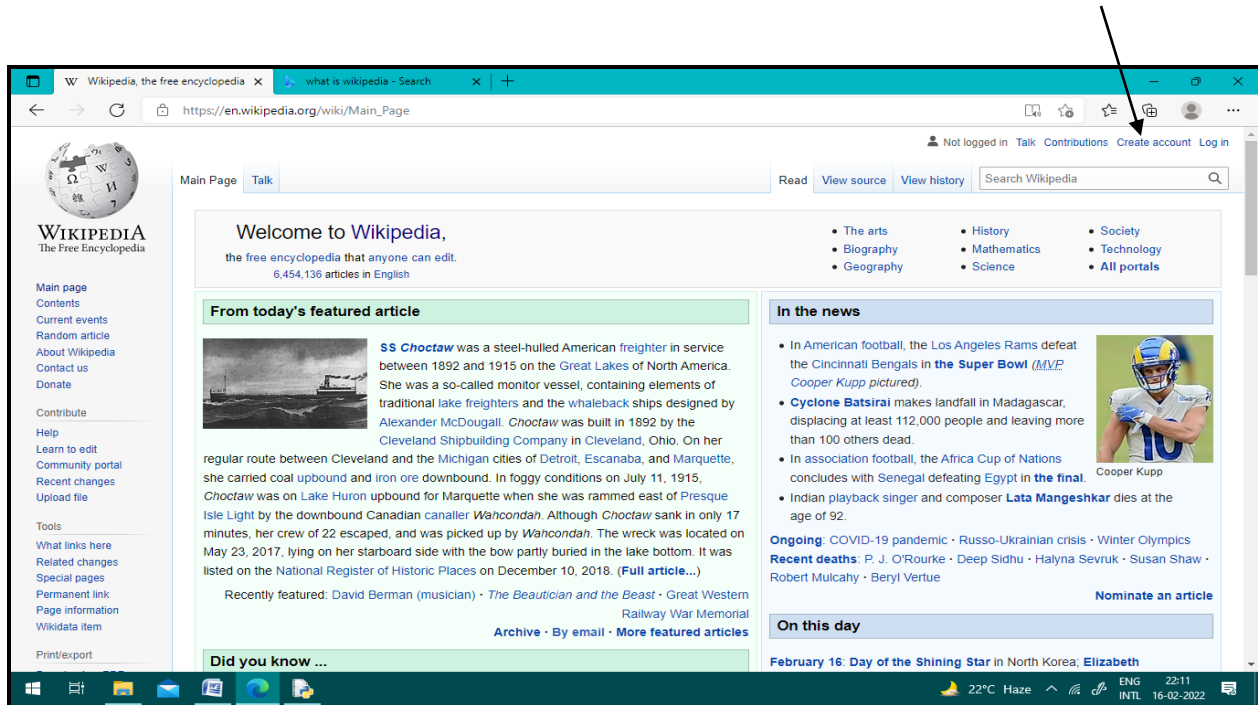 Wikipedia, the free encyclopedia
what is wikipedia - Search
https://en.wikipedia.org/wiki/Main_Page
Not logged in Talk Contributions Create account Log in
Main Page Talk
Read View source View history Search Wikipedia
WIKIPEDIA
The Free Encyclopedia
Main page
Contents
Current events
Random article
About Wikipedia
Contact us
Donate
Contribute
Help
Learn to edit
Community portal
Recent changes
Upload file
Tools
What links here
Related changes
Special pages
Permanent link
Page information
Wikidata item
Print/export
Welcome to Wikipedia,
the free encyclopedia that anyone can edit.
6,454,136 articles in English
• The arts
• Biography
• Geography
• History
• Mathematics
• Science
• Society
• Technology
• All portals
From today's featured article
SS Choctaw was a steel-hulled American freighter in service
between 1892 and 1915 on the Great Lakes of North America.
She was a so-called monitor vessel, containing elements of
traditional lake freighters and the whaleback ships designed by
Alexander McDougall. Choctaw was built in 1892 by the
Cleveland Shipbuilding Company in Cleveland, Ohio. On her
regular route between Cleveland and the Michigan cities of Detroit, Escanaba, and Marquette,
she carried coal upbound and iron ore downbound. In foggy conditions on July 11, 1915,
Choctaw was on Lake Huron upbound for Marquette when she was rammed east of Presque
Isle Light by the downbound Canadian canaller Wahcondah. Although Choctaw sank in only 17
minutes, her crew of 22 escaped, and was picked up by Wahcondah. The wreck was located on
May 23, 2017, lying on her starboard side with the bow partly buried in the lake bottom. It was
listed on the National Register of Historic Places on December 10, 2018. (Full article...)
Recently featured: David Berman (musician) · The Beautician and the Beast · Great Western
Railway War Memorial
Archive · By email · More featured articles
Did you know ...
In the news
• In American football, the Los Angeles Rams defeat
the Cincinnati Bengals in the Super Bowl (MVP
Cooper Kupp pictured).
• Cyclone Batsirai makes landfall in Madagascar,
displacing at least 112,000 people and leaving more
than 100 others dead.
• In association football, the Africa Cup of Nations
concludes with Senegal defeating Egypt in the final.
• Indian playback singer and composer Lata Mangeshkar dies at the
age of 92.
10
Cooper Kupp
Ongoing: COVID-19 pandemic · Russo-Ukrainian crisis · Winter Olympics
Recent deaths: P. J. O'Rourke · Deep Sidhu · Halyna Sevruk · Susan Shaw ·
Robert Mulcahy · Beryl Vertue
Nominate an article
On this day
February 16: Day of the Shining Star in North Korea; Elizabeth
22°C Haze
ENG
INTL
22:11
16-02-2022